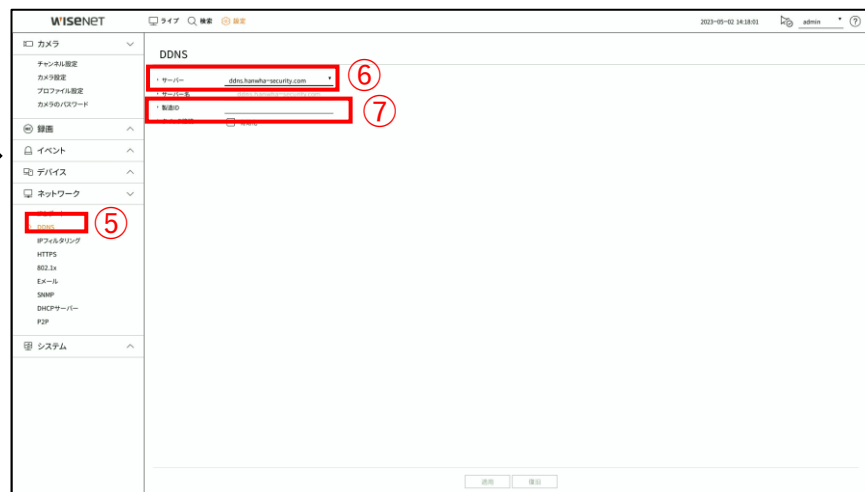 WISENET ライブ 検索 設定 2023-05-02 14:18:01 admin ?
カメラ
チャンネル設定
カメラ設定
プロファイル設定
カメラのパスワード
録画
イベント
デバイス
ネットワーク
⑤
DDNS
IPフィルタリング
HTTPS
802.1x
Eメール
SNMP
DHCPサーバー
P2P
システム
DDNS
サーバー ddns.hanwha-security.com ⑥
サーバー名 ddns.hanwha-security.com
製造ID ⑦
適用 復旧